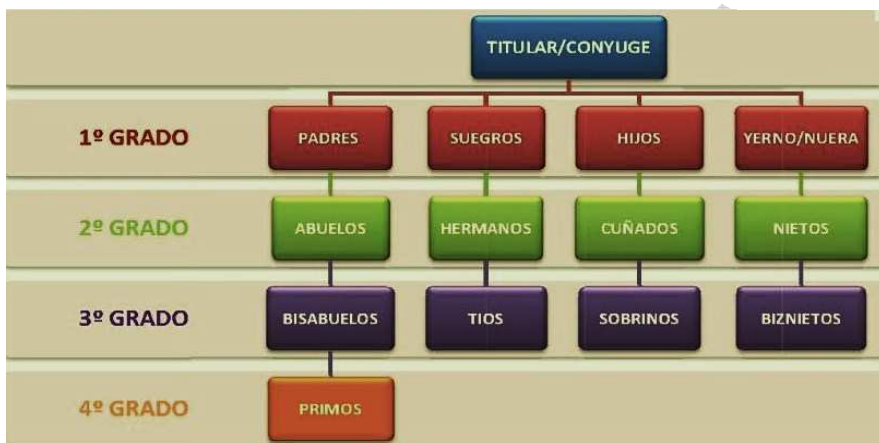 TITULAR/CONYUGE
1º GRADO
PADRES
SUEGROS
HIJOS
YERNO/NUERA
2º GRADO
ABUELOS
HERMANOS
CUÑADOS
NIETOS
3º GRADO
BISABUELOS
TIOS
SOBRINOS
BIZNIETOS
4º GRADO
PRIMOS